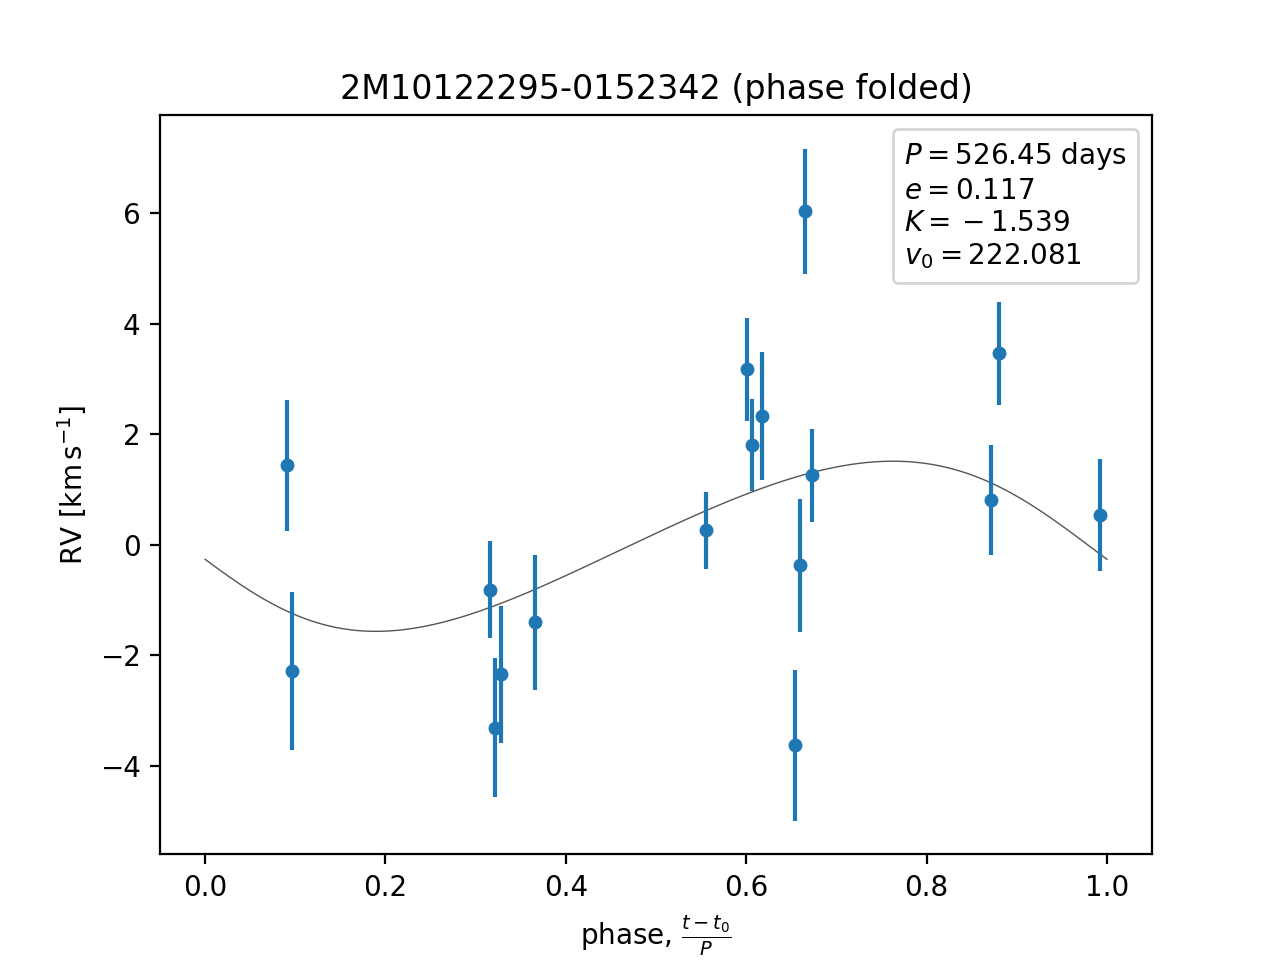 2M10122295-0152342 (phase folded)
P = 526.45 days
e = 0.117
K = −1.539
v₀ = 222.081
RV [km s⁻¹]
6
4
2
0
−2
−4
0.0 0.2 0.4 0.6 0.8 1.0
phase, (t − t₀)/P